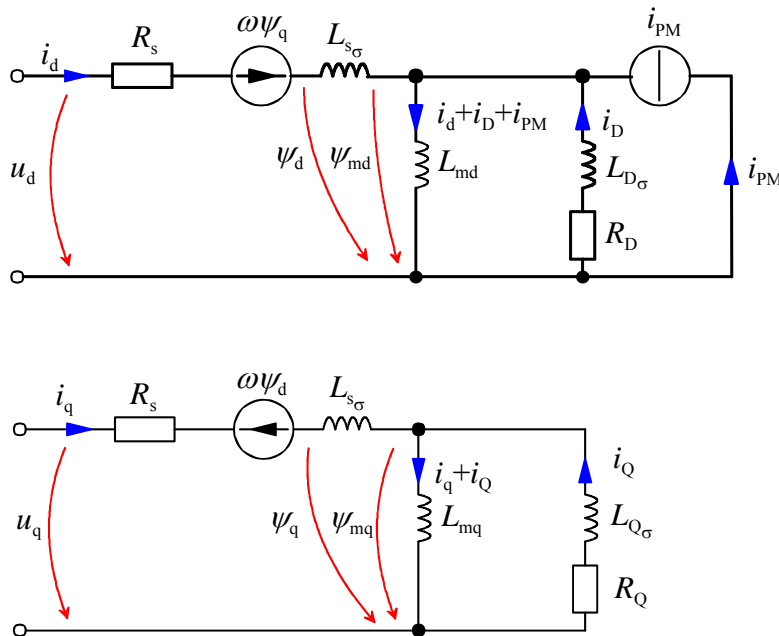 i_d R_s ωψ_q L_sσ i_PM
i_d+i_D+i_PM i_D
ψ_d ψ_md L_md L_Dσ
u_d i_PM
R_D
i_q R_s ωψ_d L_sσ
i_q+i_Q i_Q
u_q ψ_q ψ_mq L_mq L_Qσ
R_Q